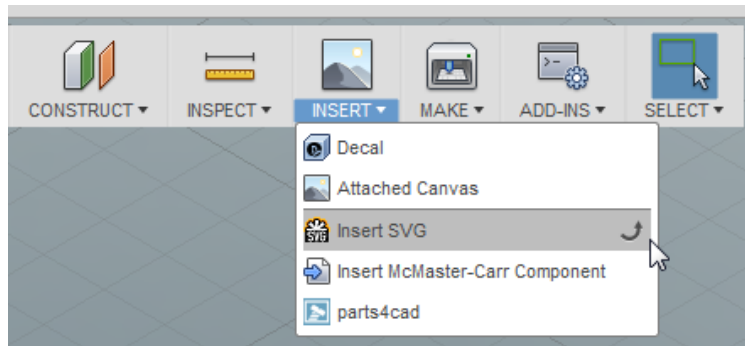 CONSTRUCT INSPECT INSERT MAKE ADD-INS SELECT
Decal
Attached Canvas
Insert SVG
Insert McMaster-Carr Component
parts4cad